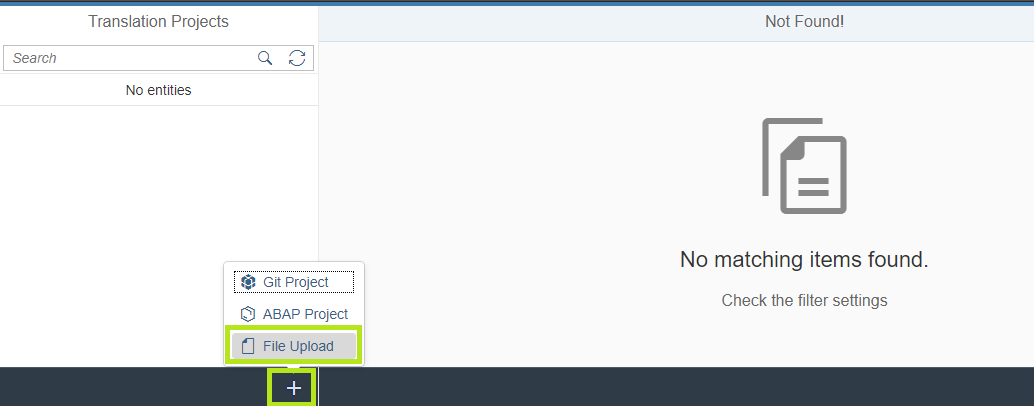 Translation Projects
Not Found!
Search
No entities
No matching items found.
Check the filter settings
Git Project
ABAP Project
File Upload
+